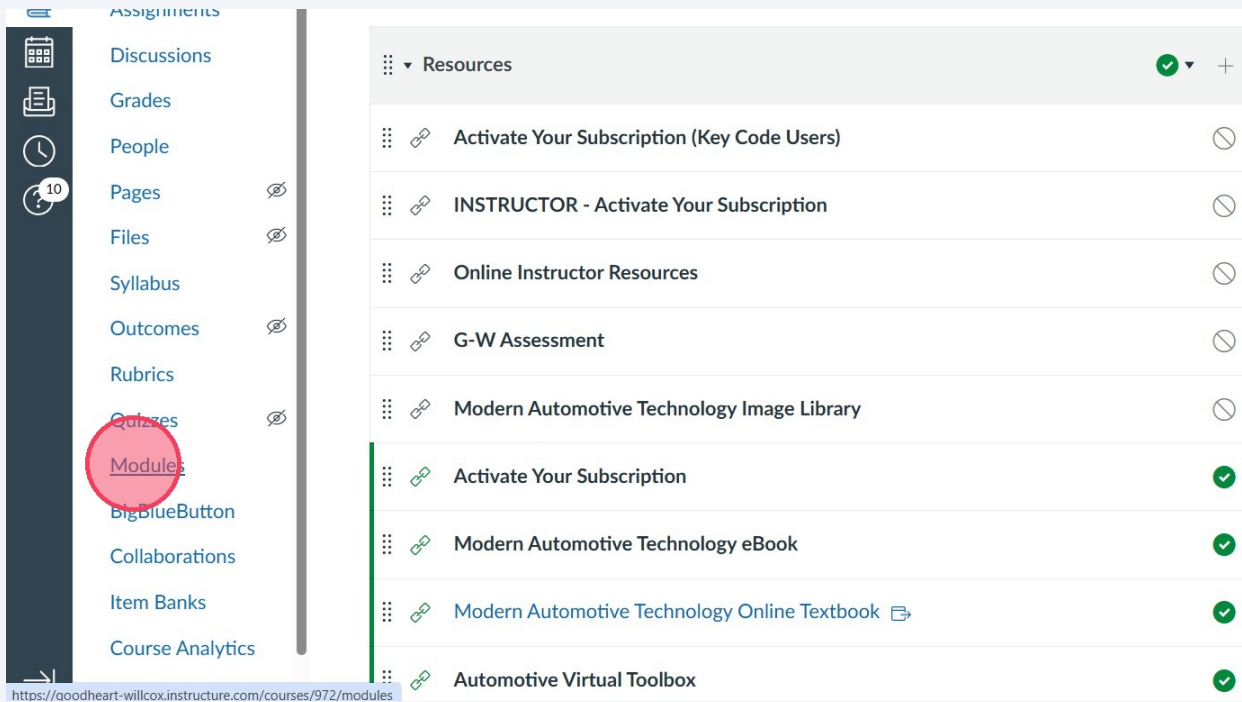 Assignments
Discussions
Grades
People
10
Pages
Files
Syllabus
Outcomes
Rubrics
Quizzes
Modules
BigBlueButton
Collaborations
Item Banks
Course Analytics
Resources
Activate Your Subscription (Key Code Users)
INSTRUCTOR - Activate Your Subscription
Online Instructor Resources
G-W Assessment
Modern Automotive Technology Image Library
Activate Your Subscription
Modern Automotive Technology eBook
Modern Automotive Technology Online Textbook
Automotive Virtual Toolbox
https://goodheart-willcox.instructure.com/courses/972/modules